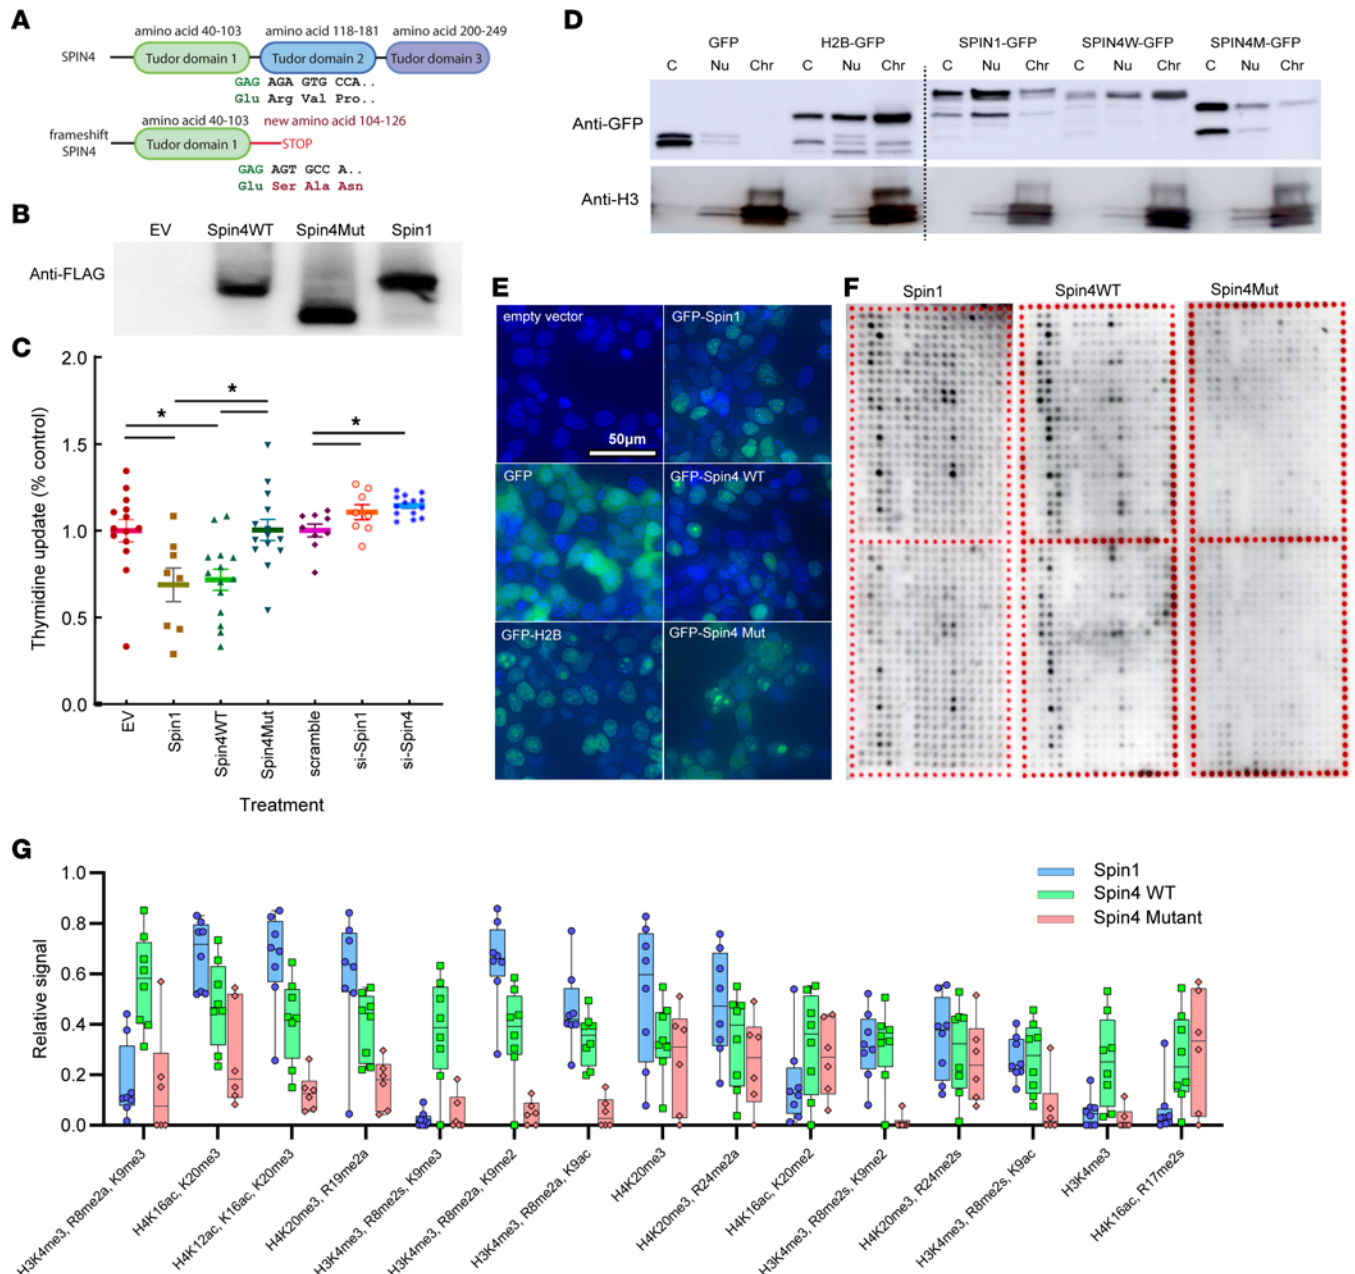 A
amino acid 40-103 amino acid 118-181 amino acid 200-249
SPIN4 Tudor domain 1 Tudor domain 2 Tudor domain 3
GAG AGA GTG CCA..
Glu Arg Val Pro..
amino acid 40-103 new amino acid 104-126
frameshift SPIN4 Tudor domain 1 STOP
GAG AGT GCC A..
Glu Ser Ala Asn
B
EV Spin4WT Spin4Mut Spin1
Anti-FLAG
C
Thymidine update (% control)
2.0
1.5
1.0
0.5
0.0
* * *
EV Spin1 Spin4WT Spin4Mut scramble si-Spin1 si-Spin4
Treatment
D
GFP H2B-GFP SPIN1-GFP SPIN4W-GFP SPIN4M-GFP
C Nu Chr C Nu Chr C Nu Chr C Nu Chr C Nu Chr
Anti-GFP
Anti-H3
E
empty vector GFP-Spin1
50μm
GFP GFP-Spin4 WT
GFP-H2B GFP-Spin4 Mut
F
Spin1 Spin4WT Spin4Mut
G
Relative signal
1.0
0.8
0.6
0.4
0.2
0.0
Spin1
Spin4 WT
Spin4 Mutant
H3K4me3, R8me2a, K9me3
H4K16ac, K20me3
H4K12ac, K16ac, K20me3
H4K20me3, R19me2a
H3K4me3, R8me2s, K9me3
H3K4me3, R8me2a, K9me2
H3K4me3, R8me2a, K9ac
H4K20me3
H4K20me3, R24me2a
H4K16ac, K20me2
H3K4me3, R8me2s, K9me2
H4K20me3, R24me2s
H3K4me3, R8me2s, K9ac
H3K4me3
H4K16ac, R17me2s